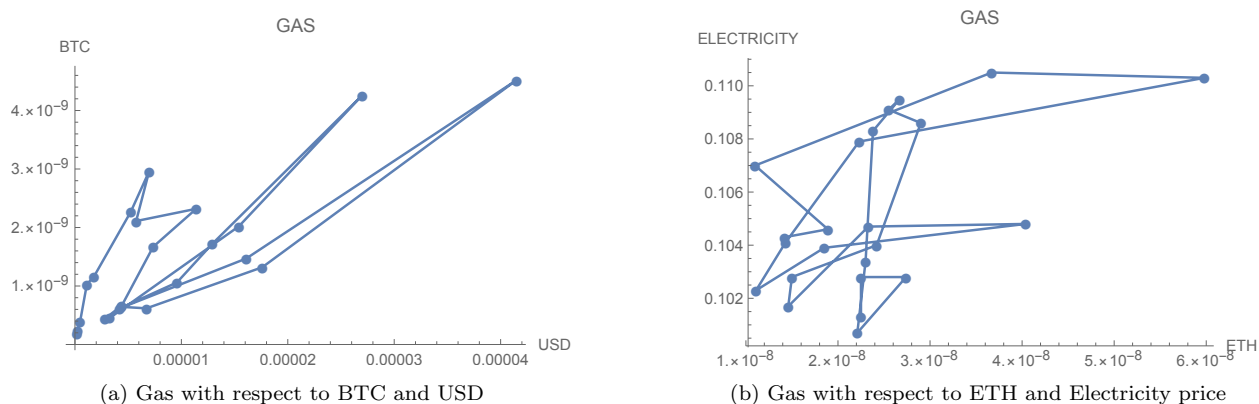 GAS
BTC
4.×10⁻⁹
3.×10⁻⁹
2.×10⁻⁹
1.×10⁻⁹
0.00001
0.00002
0.00003
0.00004
USD
(a) Gas with respect to BTC and USD
GAS
ELECTRICITY
0.110
0.108
0.106
0.104
0.102
1.×10⁻⁸
2.×10⁻⁸
3.×10⁻⁸
4.×10⁻⁸
5.×10⁻⁸
6.×10⁻⁸
ETH
(b) Gas with respect to ETH and Electricity price